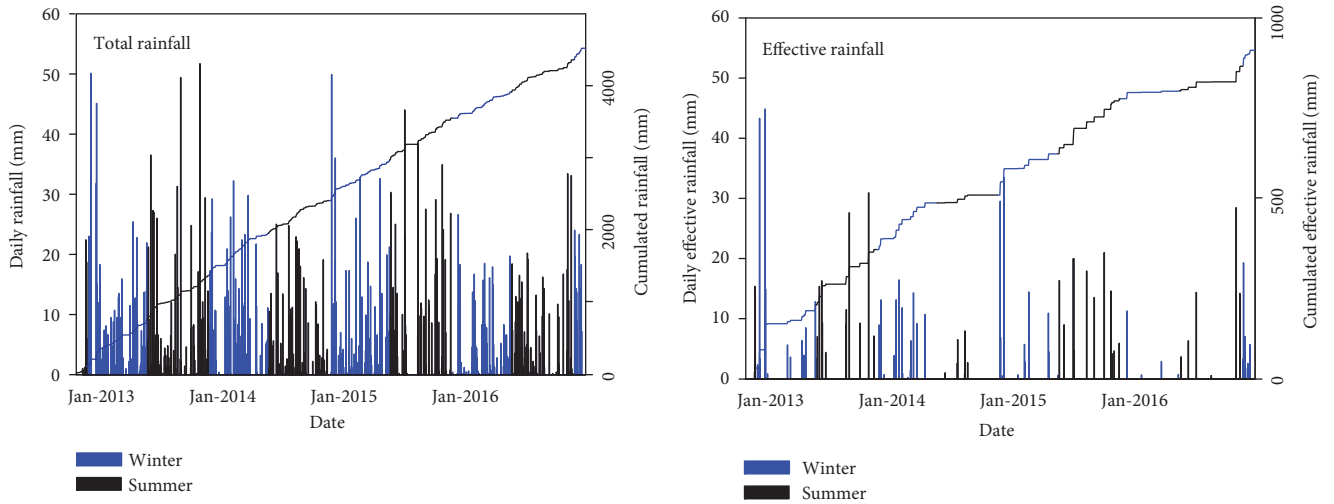 Total rainfall
60
50
40
30
20
10
0
Daily rainfall (mm)
4000
2000
0
Cumulated rainfall (mm)
Jan-2013 Jan-2014 Jan-2015 Jan-2016
Date
Winter
Summer
Effective rainfall
60
50
40
30
20
10
0
Daily effective rainfall (mm)
1000
500
0
Cumulated effective rainfall (mm)
Jan-2013 Jan-2014 Jan-2015 Jan-2016
Date
Winter
Summer